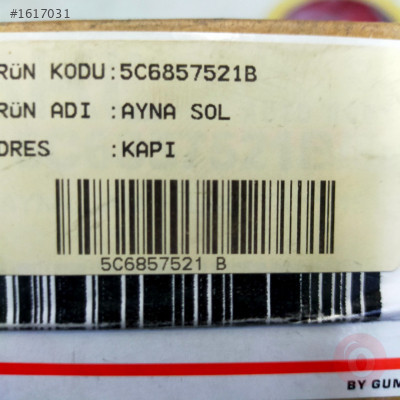 #1617031
RÜN KODU:5C6857521B
RÜN ADI :AYNA SOL
DRES :KAPI
5C6857521 B
BY GUM